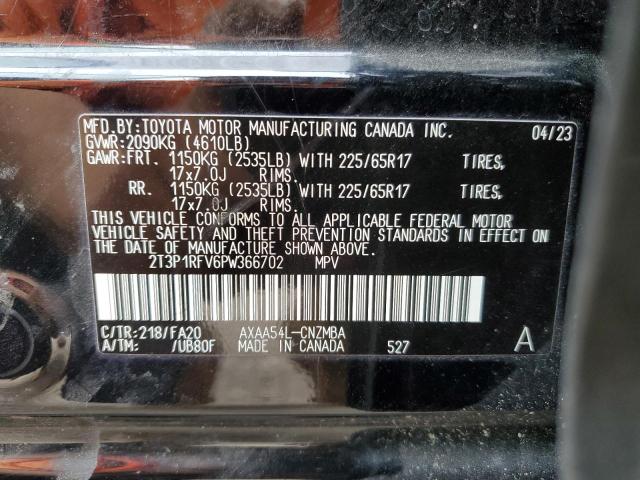 MFD.BY:TOYOTA MOTOR MANUFACTURING CANADA INC. 04/23
GVWR:2090KG (4610LB)
GAWR:FRT. 1150KG (2535LB) WITH 225/65R17 TIRES,
17x7.0J RIMS.
RR. 1150KG (2535LB) WITH 225/65R17 TIRES,
17x7.0J RIMS.
THIS VEHICLE CONFORMS TO ALL APPLICABLE FEDERAL MOTOR
VEHICLE SAFETY AND THEFT PREVENTION STANDARDS IN EFFECT ON
THE DATE OF MANUFACTURE SHOWN ABOVE.
2T3P1RFV6PW366702 MPV
C/TR:218/FA20 AXAA54L-CNZMBA
A/TM: /UB80F MADE IN CANADA 527 A